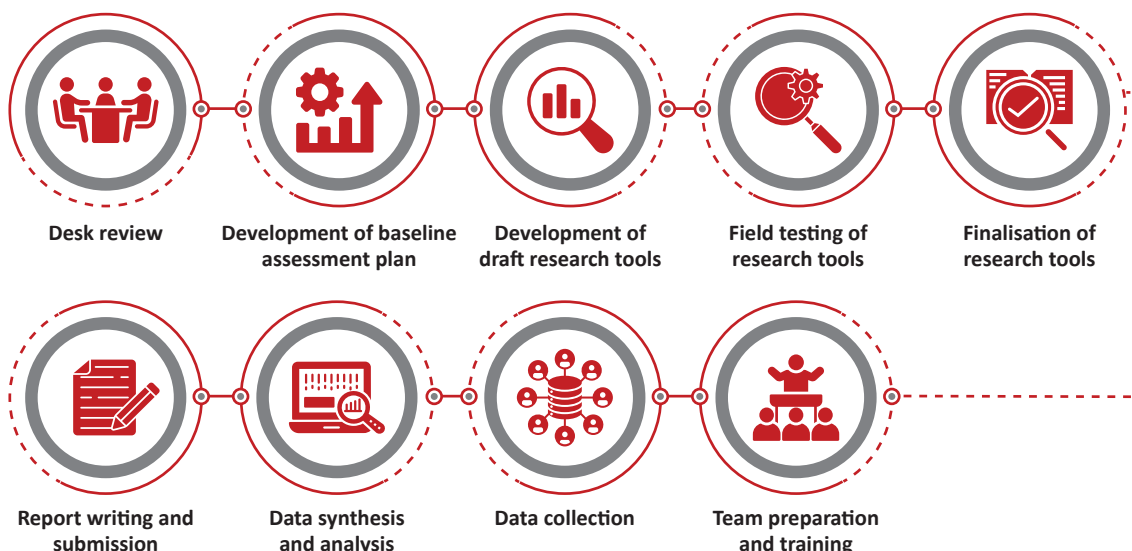 Desk review
Development of baseline
assessment plan
Development of
draft research tools
Field testing of
research tools
Finalisation of
research tools
Report writing and
submission
Data synthesis
and analysis
Data collection
Team preparation
and training